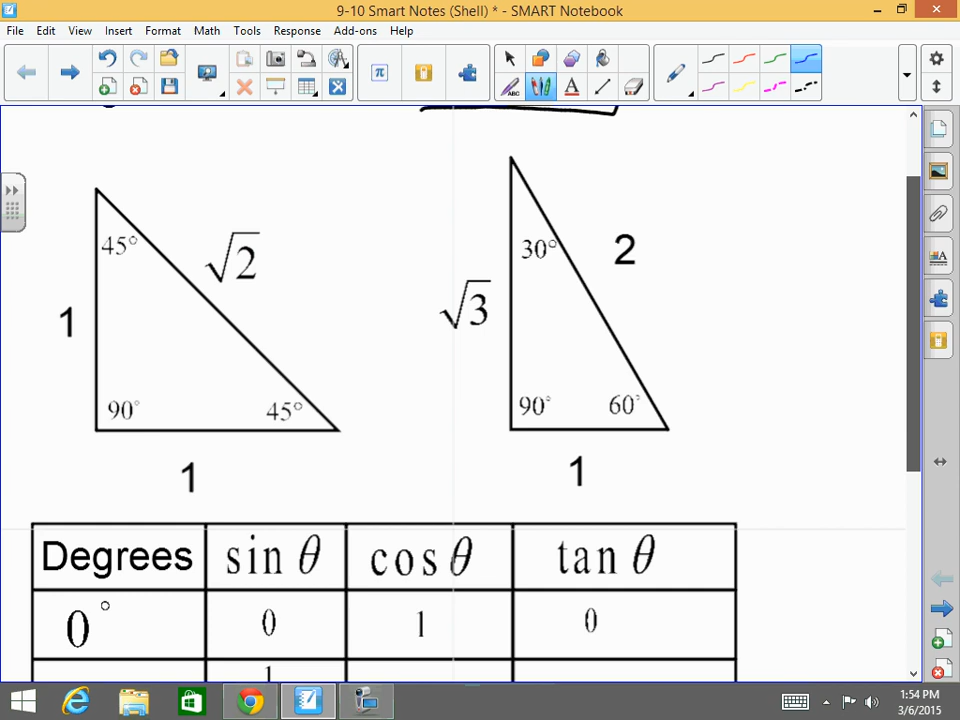 9-10 Smart Notes (Shell) * - SMART Notebook
File Edit View Insert Format Math Tools Response Add-ons Help
π
ABC
A
A
45°
√2
30°
2
√3
1
90°
45°
90°
60°
1
1
Degrees sin θ cos θ tan θ
0° 0 1 0
1
1:54 PM
3/6/2015